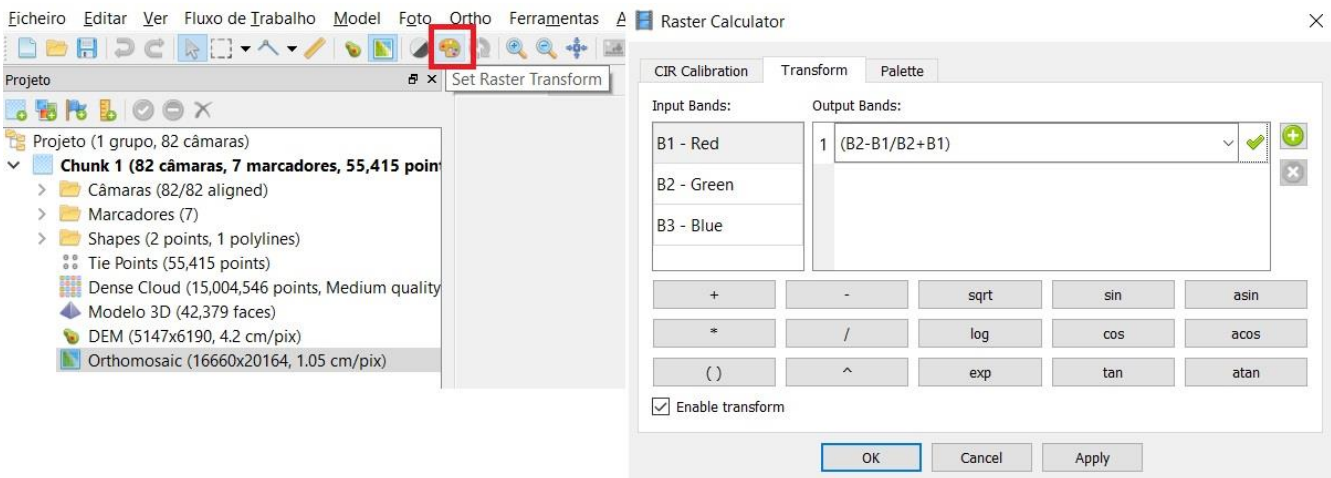 Ficheiro Editar Ver Fluxo de Trabalho Model Foto Ortho Ferramentas A
Set Raster Transform
Projeto
Projeto (1 grupo, 82 câmaras)
Chunk 1 (82 câmaras, 7 marcadores, 55,415 point
Câmaras (82/82 aligned)
Marcadores (7)
Shapes (2 points, 1 polylines)
Tie Points (55,415 points)
Dense Cloud (15,004,546 points, Medium quality
Modelo 3D (42,379 faces)
DEM (5147x6190, 4.2 cm/pix)
Orthomosaic (16660x20164, 1.05 cm/pix)
Raster Calculator
CIR Calibration Transform Palette
Input Bands: Output Bands:
B1 - Red 1 (B2-B1/B2+B1)
B2 - Green
B3 - Blue
+ - sqrt sin asin
* / log cos acos
( ) ^ exp tan atan
Enable transform
OK Cancel Apply